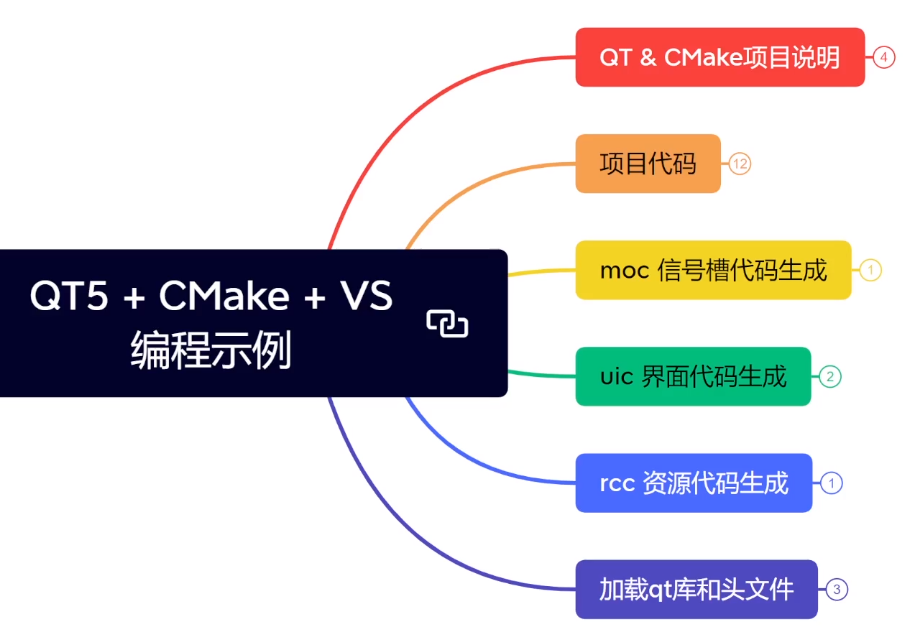 QT & CMake项目说明
4
项目代码
12
moc 信号槽代码生成
1
QT5 + CMake + VS
编程示例
uic 界面代码生成
2
rcc 资源代码生成
1
加载qt库和头文件
3